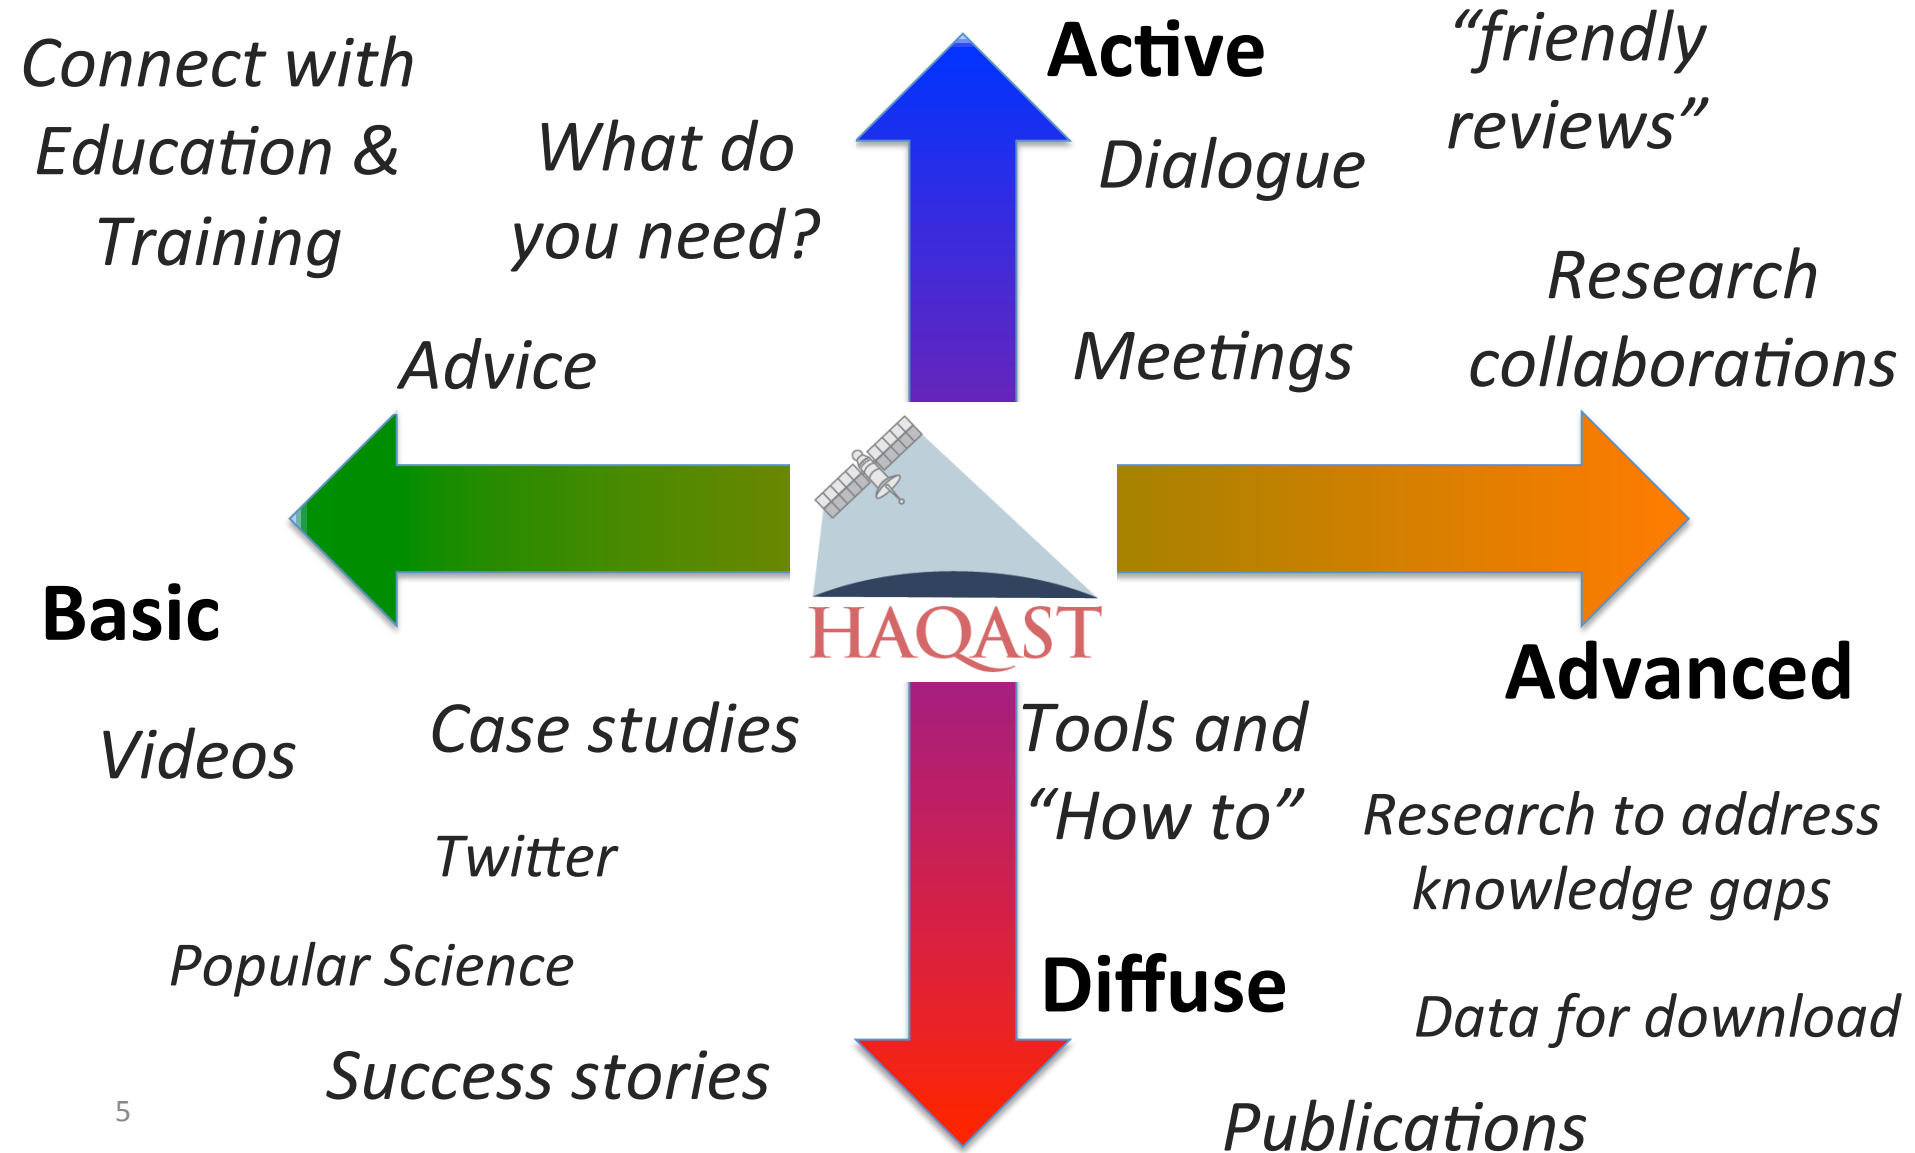 Connect with
Education &
Training
What do
you need?
Advice
Active
Dialogue
Meetings
“friendly
reviews”
Research
collaborations
HAQAST
Basic
Advanced
Videos
Case studies
Twitter
Popular Science
Success stories
Tools and
“How to”
Research to address
knowledge gaps
Diffuse
Data for download
Publications
5